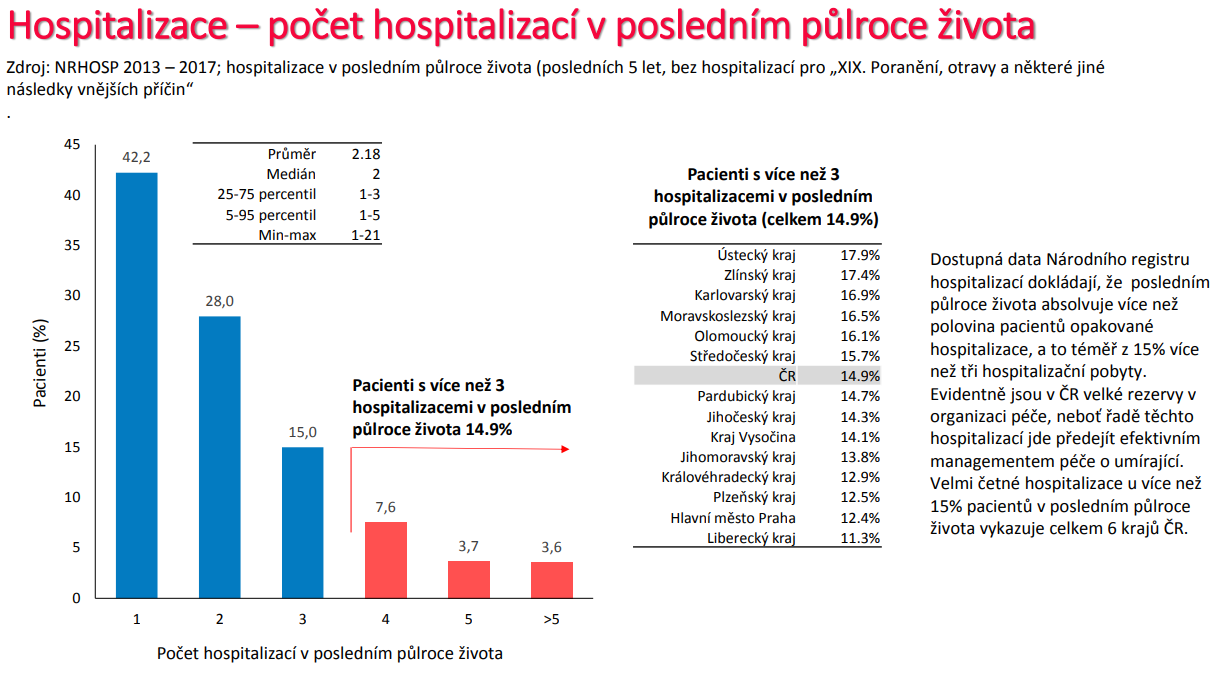 Hospitalizace – počet hospitalizací v posledním půlroce života
Zdroj: NRHOSP 2013 – 2017; hospitalizace v posledním půlroce života (posledních 5 let, bez hospitalizací pro „XIX. Poranění, otravy a některé jiné
následky vnějších příčin“
.
Pacienti (%)
45
40
35
30
25
20
15
10
5
0
42,2
28,0
15,0
7,6
3,7
3,6
1
2
3
4
5
>5
Počet hospitalizací v posledním půlroce života
Průměr 2.18
Medián 2
25-75 percentil 1-3
5-95 percentil 1-5
Min-max 1-21
Pacienti s více než 3
hospitalizacemi v posledním
půlroce života 14.9%
Pacienti s více než 3
hospitalizacemi v posledním
půlroce života (celkem 14.9%)
Ústecký kraj 17.9%
Zlínský kraj 17.4%
Karlovarský kraj 16.9%
Moravskoslezský kraj 16.5%
Olomoucký kraj 16.1%
Středočeský kraj 15.7%
ČR 14.9%
Pardubický kraj 14.7%
Jihočeský kraj 14.3%
Kraj Vysočina 14.1%
Jihomoravský kraj 13.8%
Královéhradecký kraj 12.9%
Plzeňský kraj 12.5%
Hlavní město Praha 12.4%
Liberecký kraj 11.3%
Dostupná data Národního registru
hospitalizací dokládají, že posledním
půlroce života absolvuje více než
polovina pacientů opakované
hospitalizace, a to téměř z 15% více
než tři hospitalizační pobyty.
Evidentně jsou v ČR velké rezervy v
organizaci péče, neboť řadě těchto
hospitalizací jde předejít efektivním
managementem péče o umírající.
Velmi četné hospitalizace u více než
15% pacientů v posledním půlroce
života vykazuje celkem 6 krajů ČR.